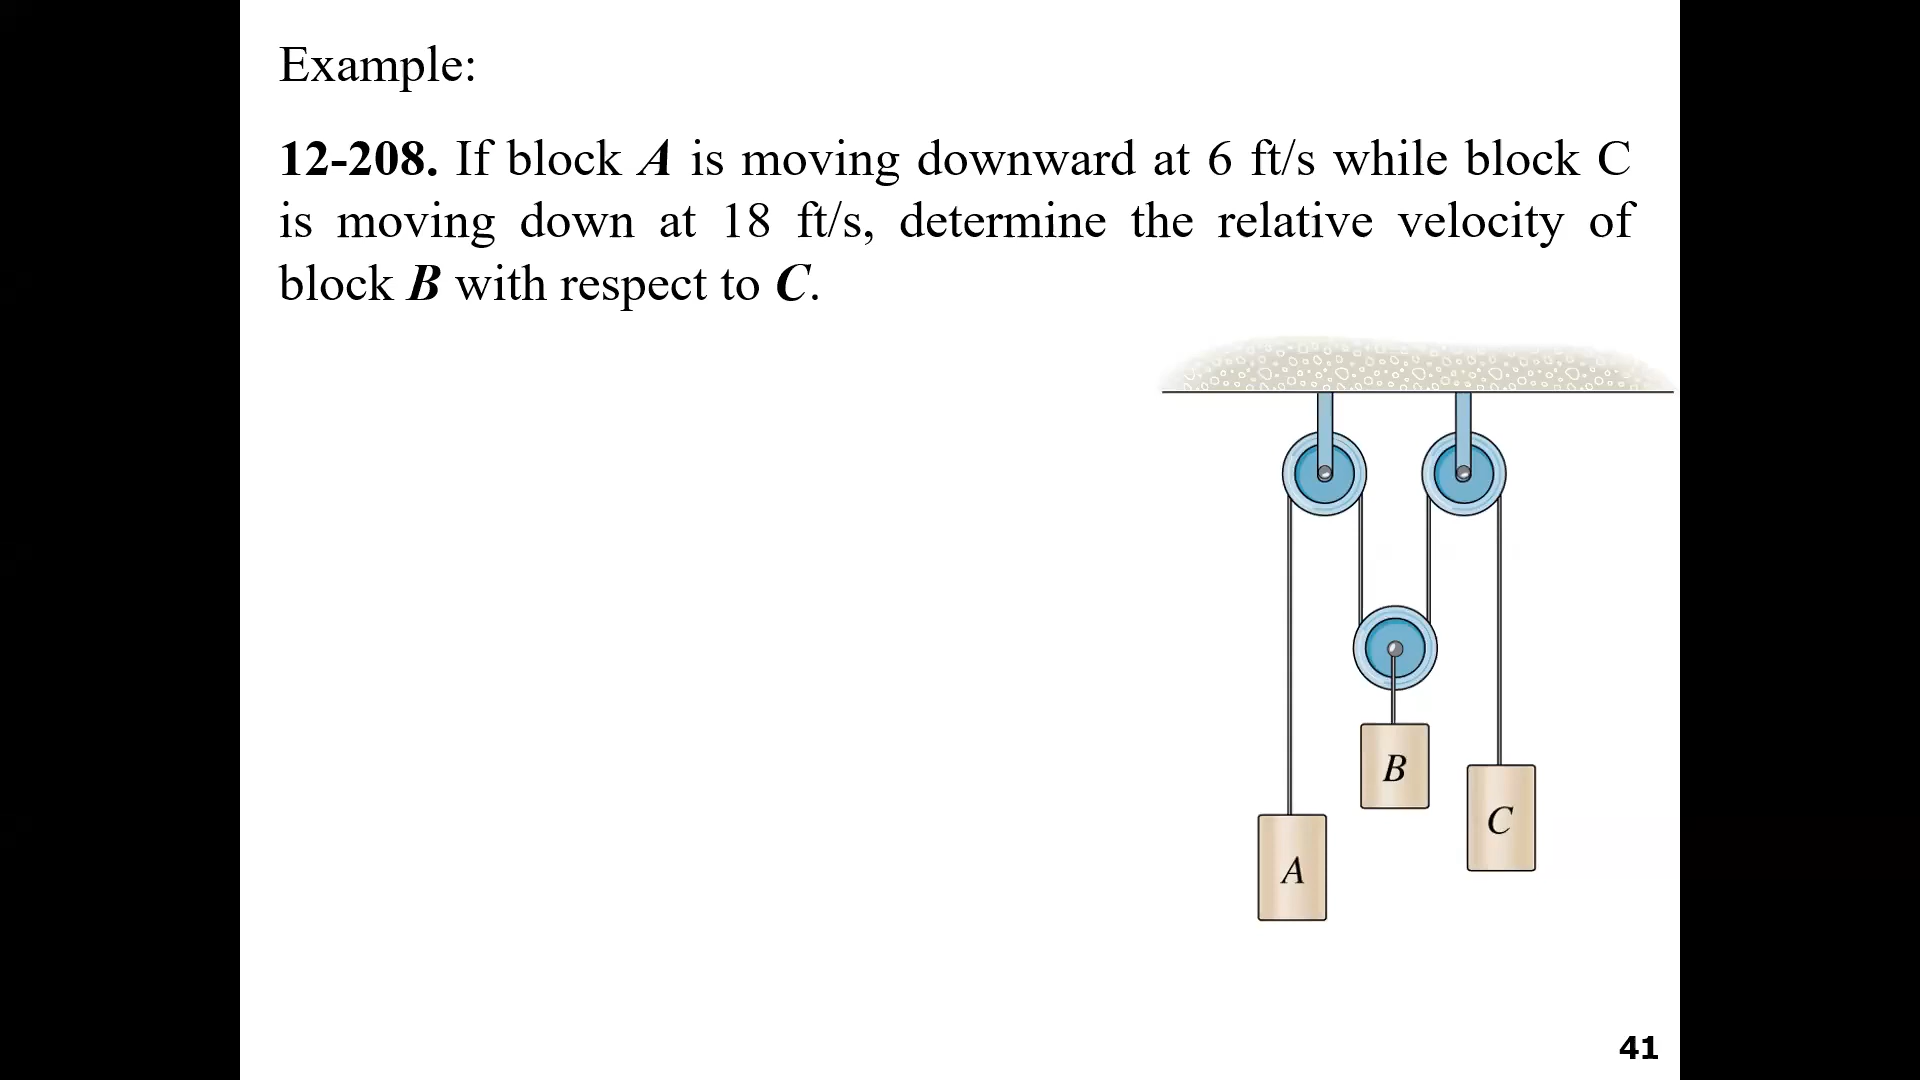 Example:
12-208. If block A is moving downward at 6 ft/s while block C
is moving down at 18 ft/s, determine the relative velocity of
block B with respect to C.
B
C
A
41